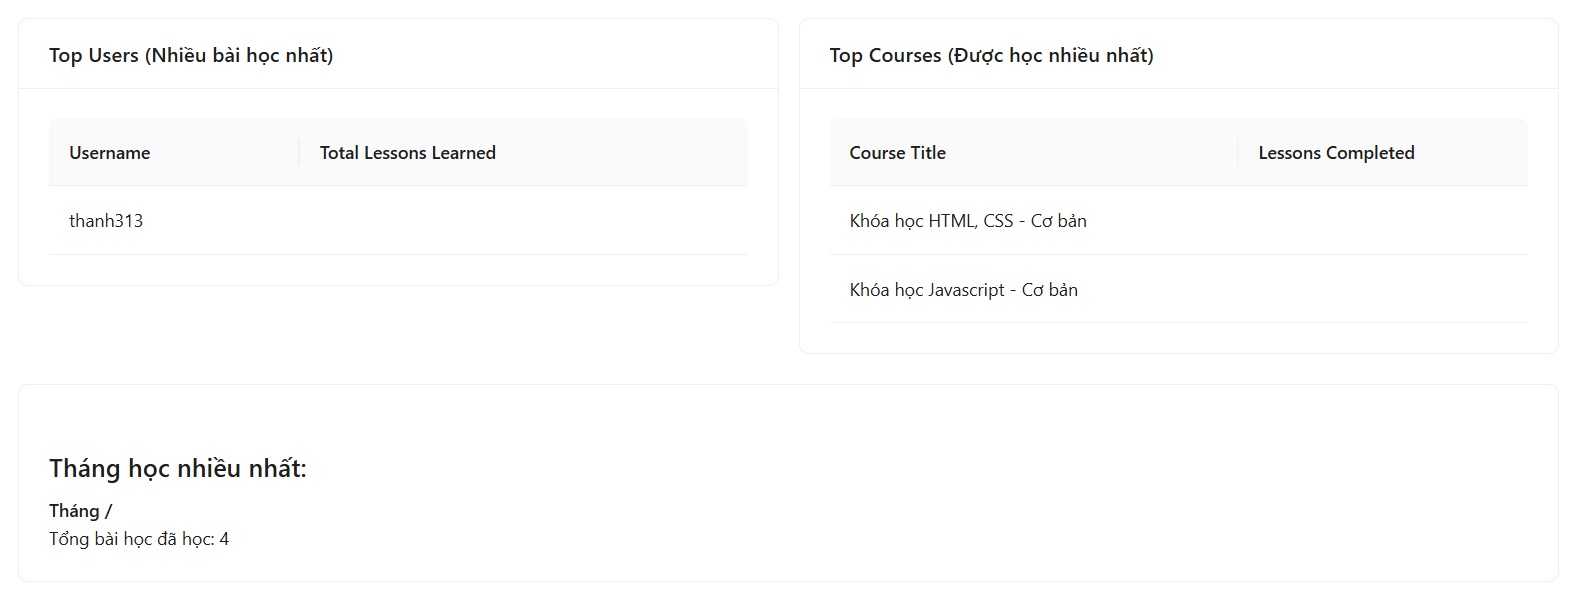 Top Users (Nhiều bài học nhất)
Username Total Lessons Learned
thanh313
Top Courses (Được học nhiều nhất)
Course Title Lessons Completed
Khóa học HTML, CSS - Cơ bản
Khóa học Javascript - Cơ bản
Tháng học nhiều nhất:
Tháng /
Tổng bài học đã học: 4